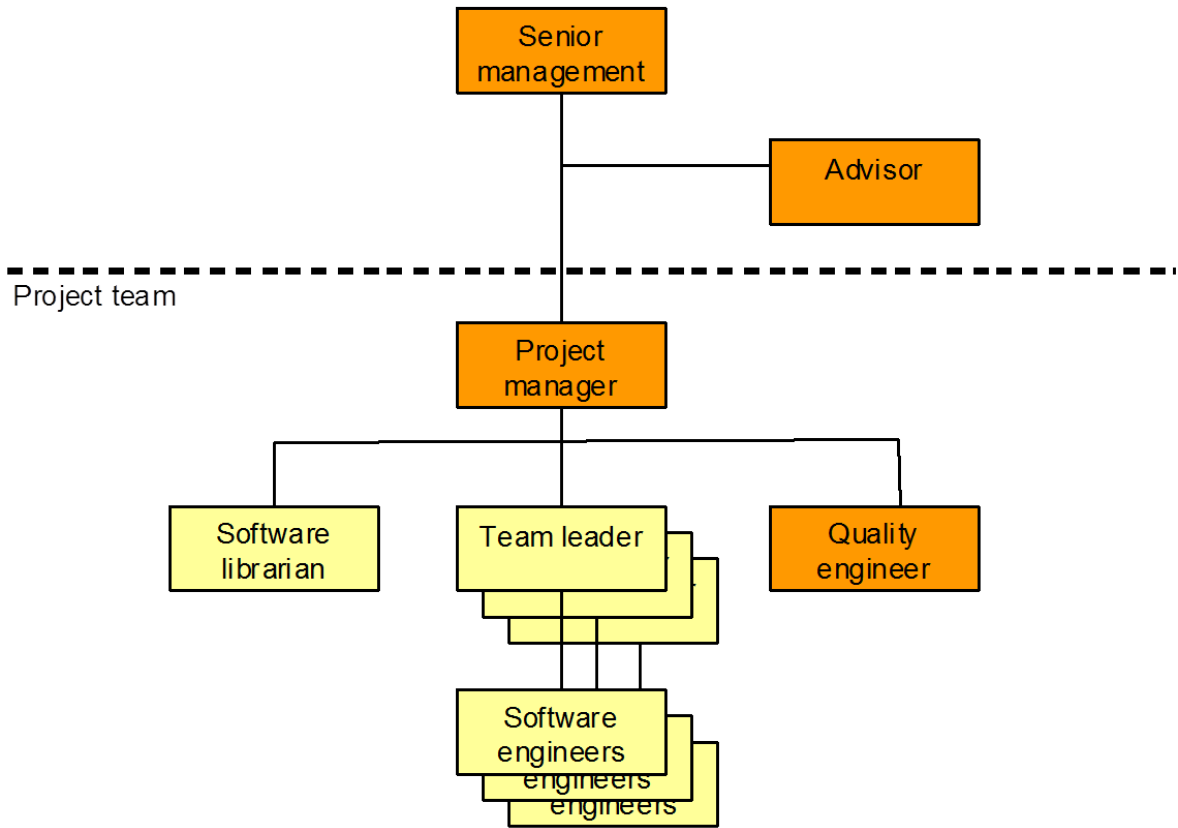 Senior
management
Advisor
Project team
Project
manager
Software
librarian
Team leader
Quality
engineer
Software
engineers
engineers
engineers